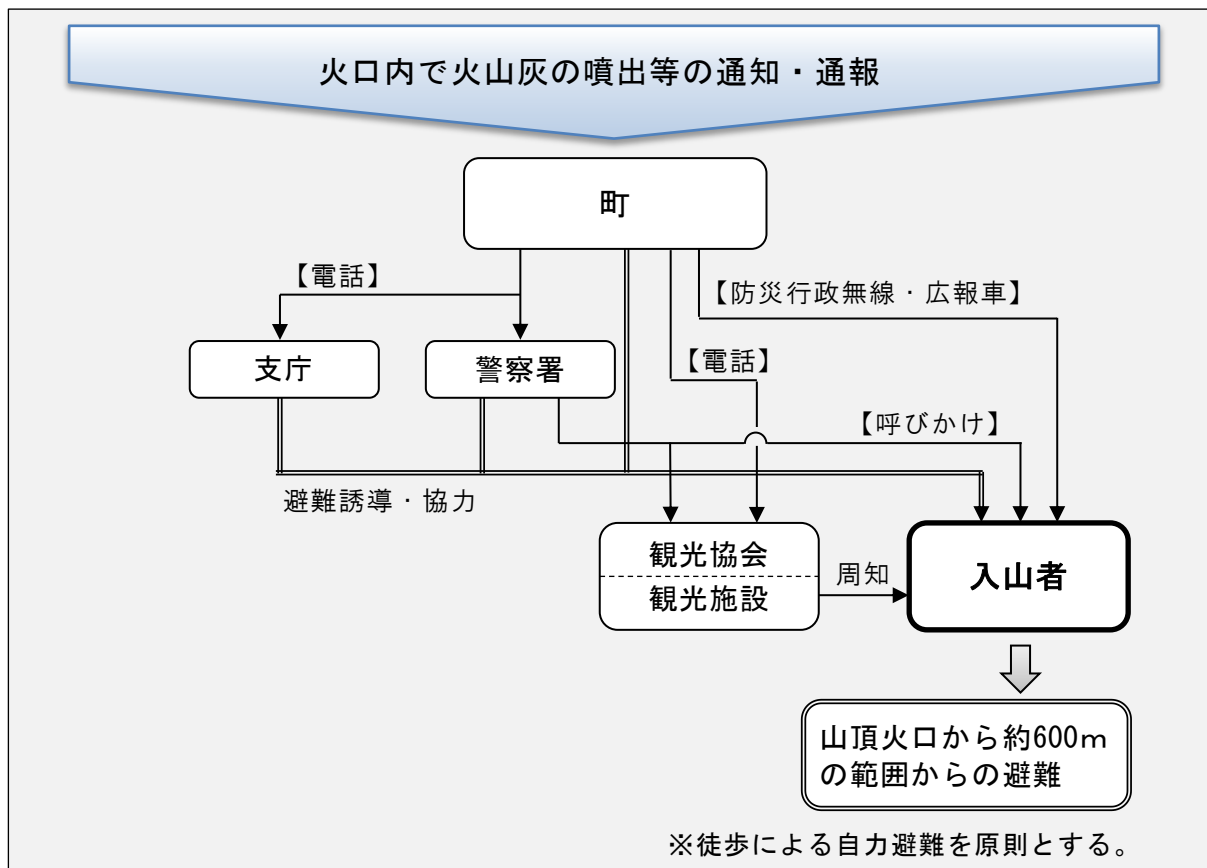 火口内で火山灰の噴出等の通知・通報
町
【電話】
【防災行政無線・広報車】
支庁
警察署
【電話】
【呼びかけ】
避難誘導・協力
観光協会
観光施設
周知
入山者
山頂火口から約600m
の範囲からの避難
※徒歩による自力避難を原則とする。